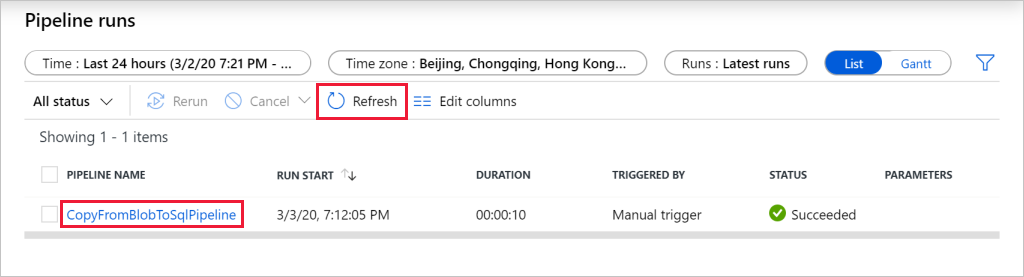 Pipeline runs
Time : Last 24 hours (3/2/20 7:21 PM - ... Time zone : Beijing, Chongqing, Hong Kong... Runs : Latest runs List Gantt
All status Rerun Cancel Refresh Edit columns
Showing 1 - 1 items
PIPELINE NAME RUN START DURATION TRIGGERED BY STATUS PARAMETERS
CopyFromBlobToSqlPipeline 3/3/20, 7:12:05 PM 00:00:10 Manual trigger Succeeded